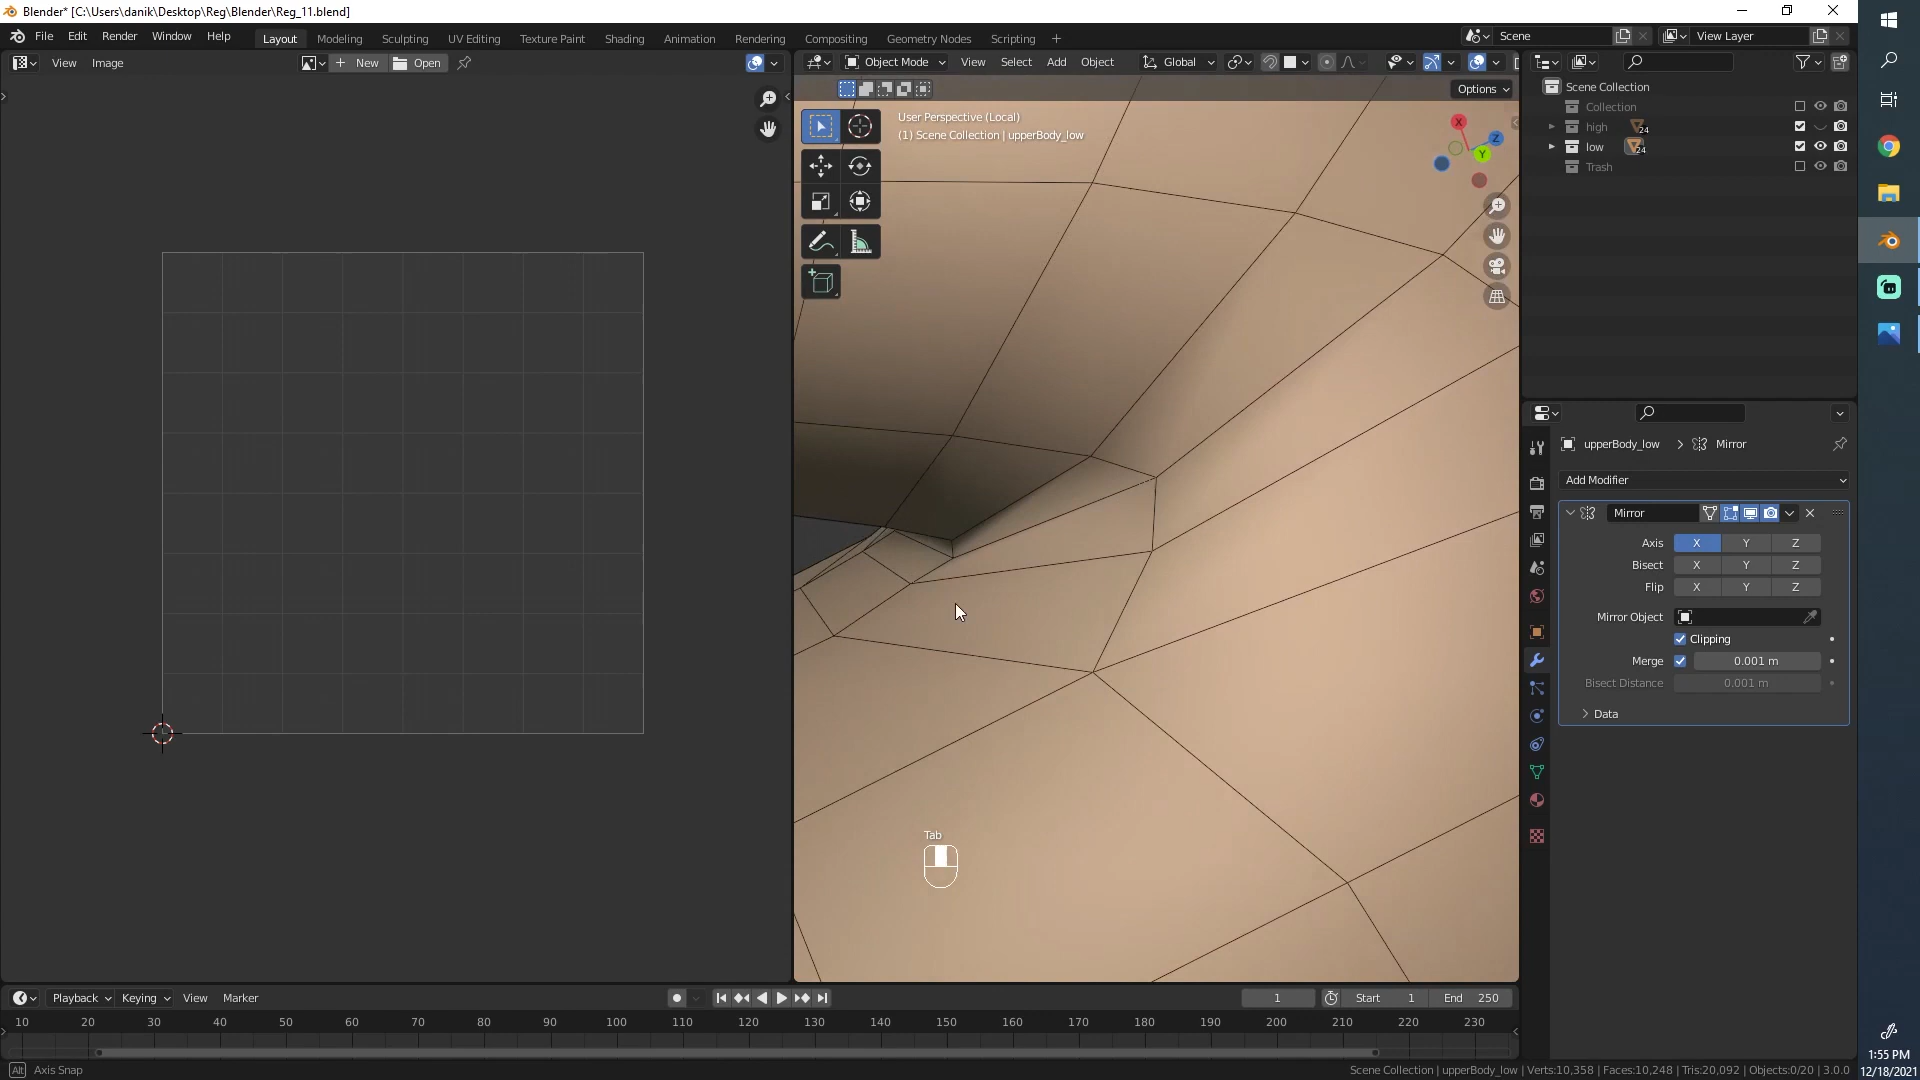 Blender* [C:\Users\danik\Desktop\Reg\Blender\Reg_11.blend]
File Edit Render Window Help Layout Modeling Sculpting UV Editing Texture Paint Shading Animation Rendering Compositing Geometry Nodes Scripting + Scene View Layer
View Image New Open Object Mode View Select Add Object Global
Options
User Perspective (Local)
(1) Scene Collection | upperBody_low
X
Z
Y
Scene Collection
Collection
high 24
low 24
Trash
upperBody_low > Mirror
Add Modifier
Mirror
Axis X Y Z
Bisect X Y Z
Flip X Y Z
Mirror Object
Clipping
Merge 0.001 m
Bisect Distance 0.001 m
Data
Tab
Playback Keying View Marker 1 Start 1 End 250
10 20 30 40 50 60 70 80 90 100 110 120 130 140 150 160 170 180 190 200 210 220 230
Alt Axis Snap
Scene Collection | upperBody_low | Verts:10,358 | Faces:10,248 | Tris:20,092 | Objects:0/20 | 3.0.0
1:55 PM
12/18/2021